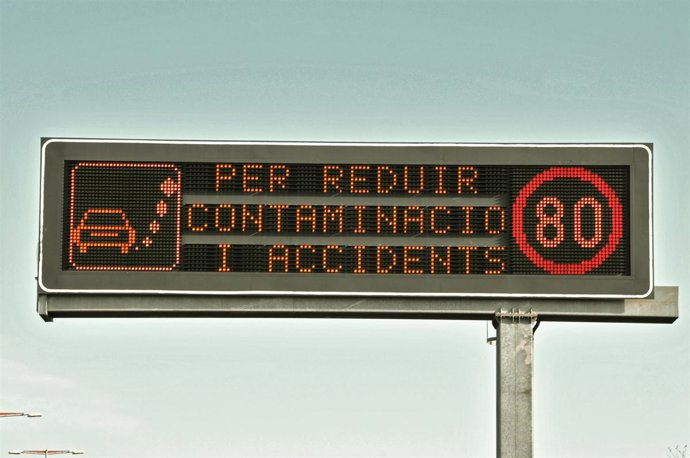 PER REDUIR
CONTAMINACIO
I ACCIDENTS
80